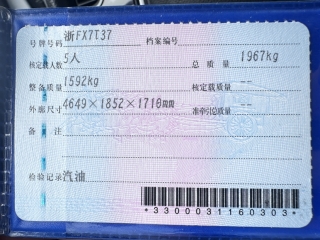 号牌号码 浙FX7T37 档案编号
核定载人数 5人 总质量 1967kg
整备质量 1592kg 核定载质量 --
外廓尺寸 4649×1852×1710mm 准牵引总质量 --
备注
检验记录 汽油
*3300031160303*